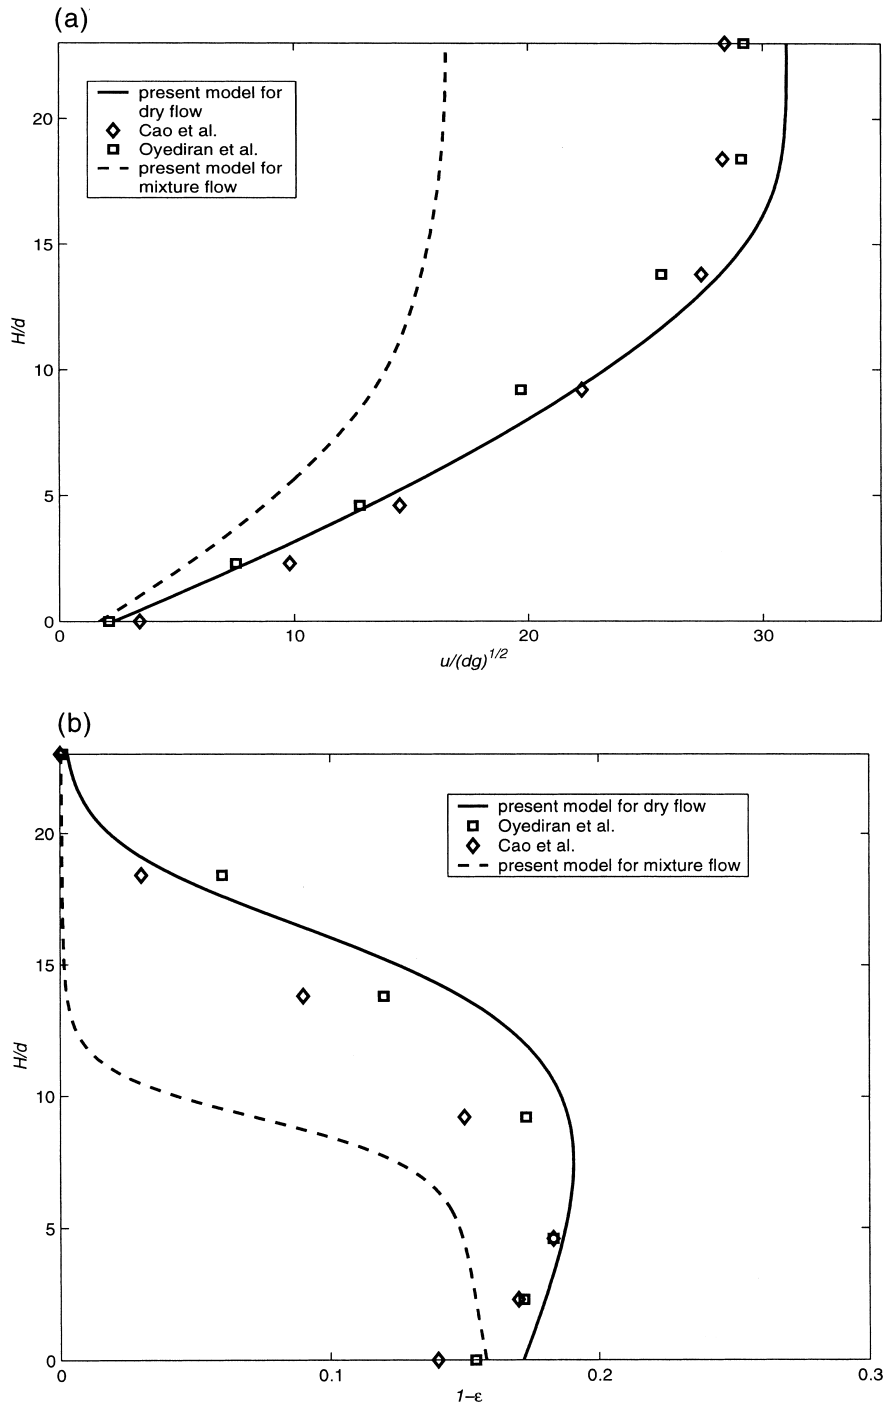 (a)
present model for
dry flow
Cao et al.
Oyediran et al.
present model for
mixture flow
20
15
10
5
0
H/d
0 10 20 30
u/(dg)^1/2
(b)
present model for dry flow
Oyediran et al.
Cao et al.
present model for mixture flow
20
15
10
5
0
H/d
0 0.1 0.2 0.3
1–ε